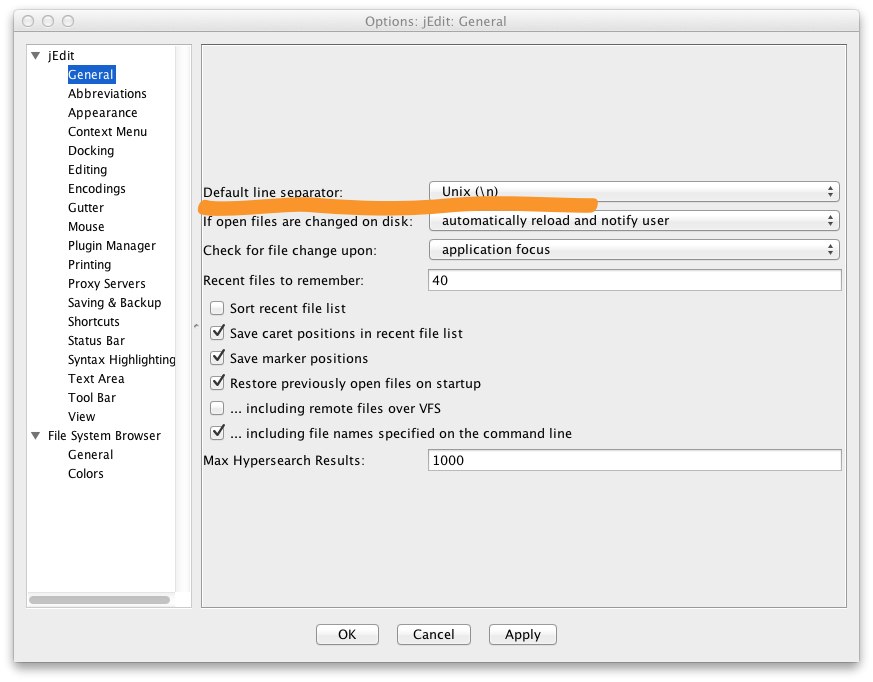 Options: jEdit: General
jEdit
General
Abbreviations
Appearance
Context Menu
Docking
Editing
Encodings
Gutter
Mouse
Plugin Manager
Printing
Proxy Servers
Saving & Backup
Shortcuts
Status Bar
Syntax Highlighting
Text Area
Tool Bar
View
File System Browser
General
Colors
Default line separator: Unix (\n)
If open files are changed on disk: automatically reload and notify user
Check for file change upon: application focus
Recent files to remember: 40
Sort recent file list
Save caret positions in recent file list
Save marker positions
Restore previously open files on startup
... including remote files over VFS
... including file names specified on the command line
Max Hypersearch Results: 1000
OK Cancel Apply